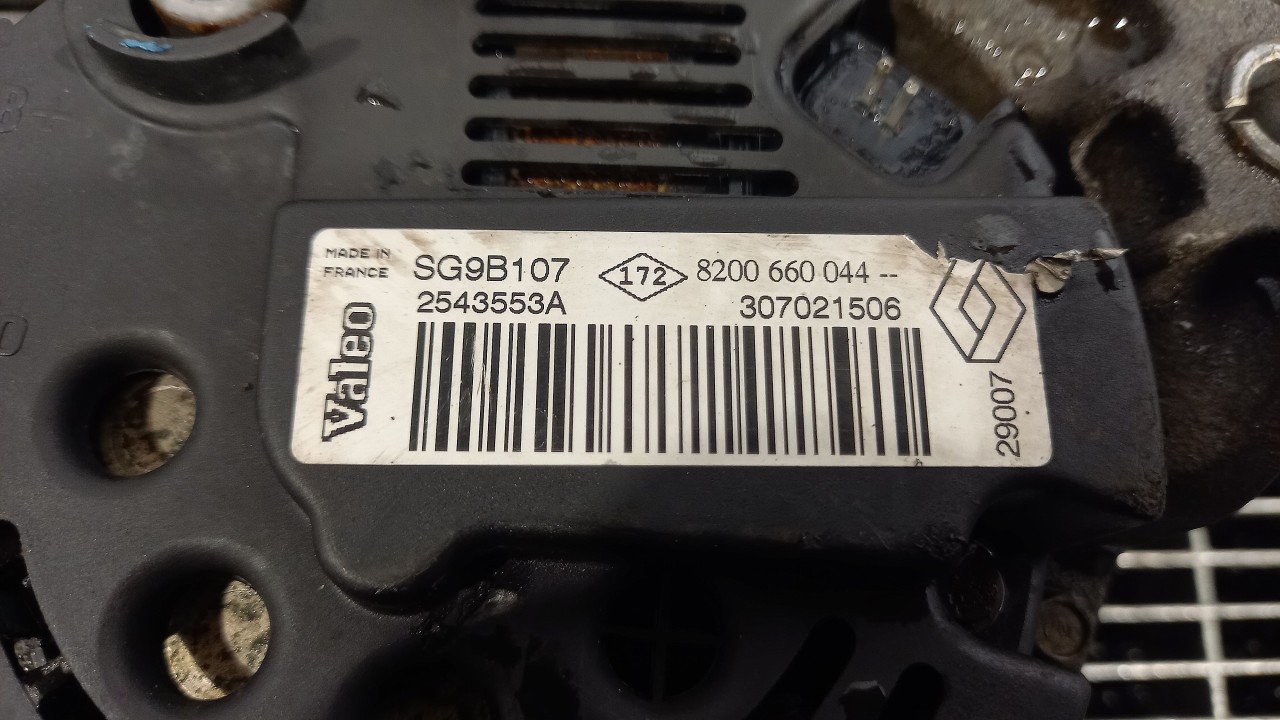 MADE IN
FRANCE
SG9B107
172
8200 660 044 --
2543553A
307021506
Valeo
29007